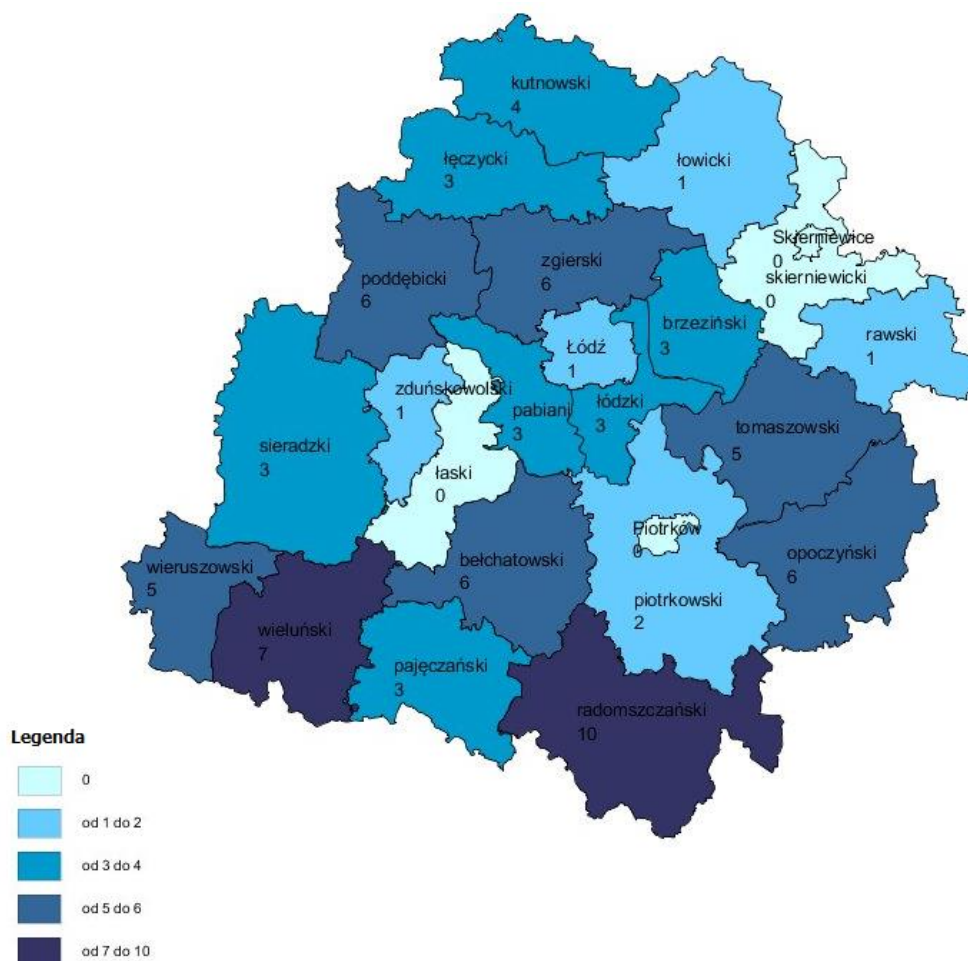 kutnowski
4
łęczycki
3
łowicki
1
Skierniewice
0
skierniewicki
0
poddębicki
6
zgierski
6
brzeziński
3
rawski
1
Łódź
1
zduńskowolski
1
pabiani
3
łódzki
3
tomaszowski
5
sieradzki
3
łaski
0
Piotrków
0
opoczyński
6
wieruszowski
5
bełchatowski
6
piotrkowski
2
wieluński
7
pajęczański
3
radomszczański
10
Legenda
0
od 1 do 2
od 3 do 4
od 5 do 6
od 7 do 10